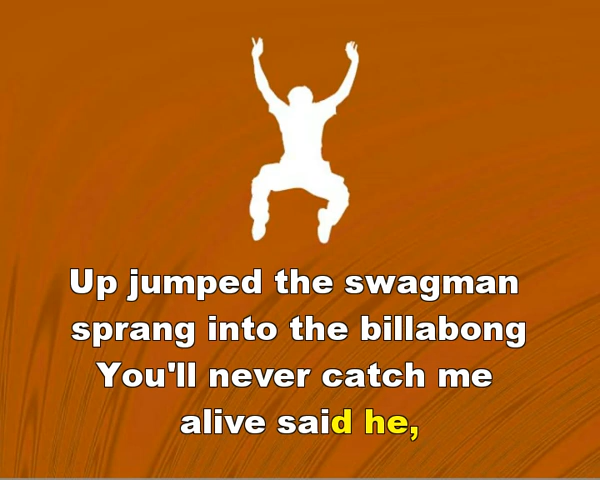 Up jumped the swagman
sprang into the billabong
You'll never catch me
alive said he,